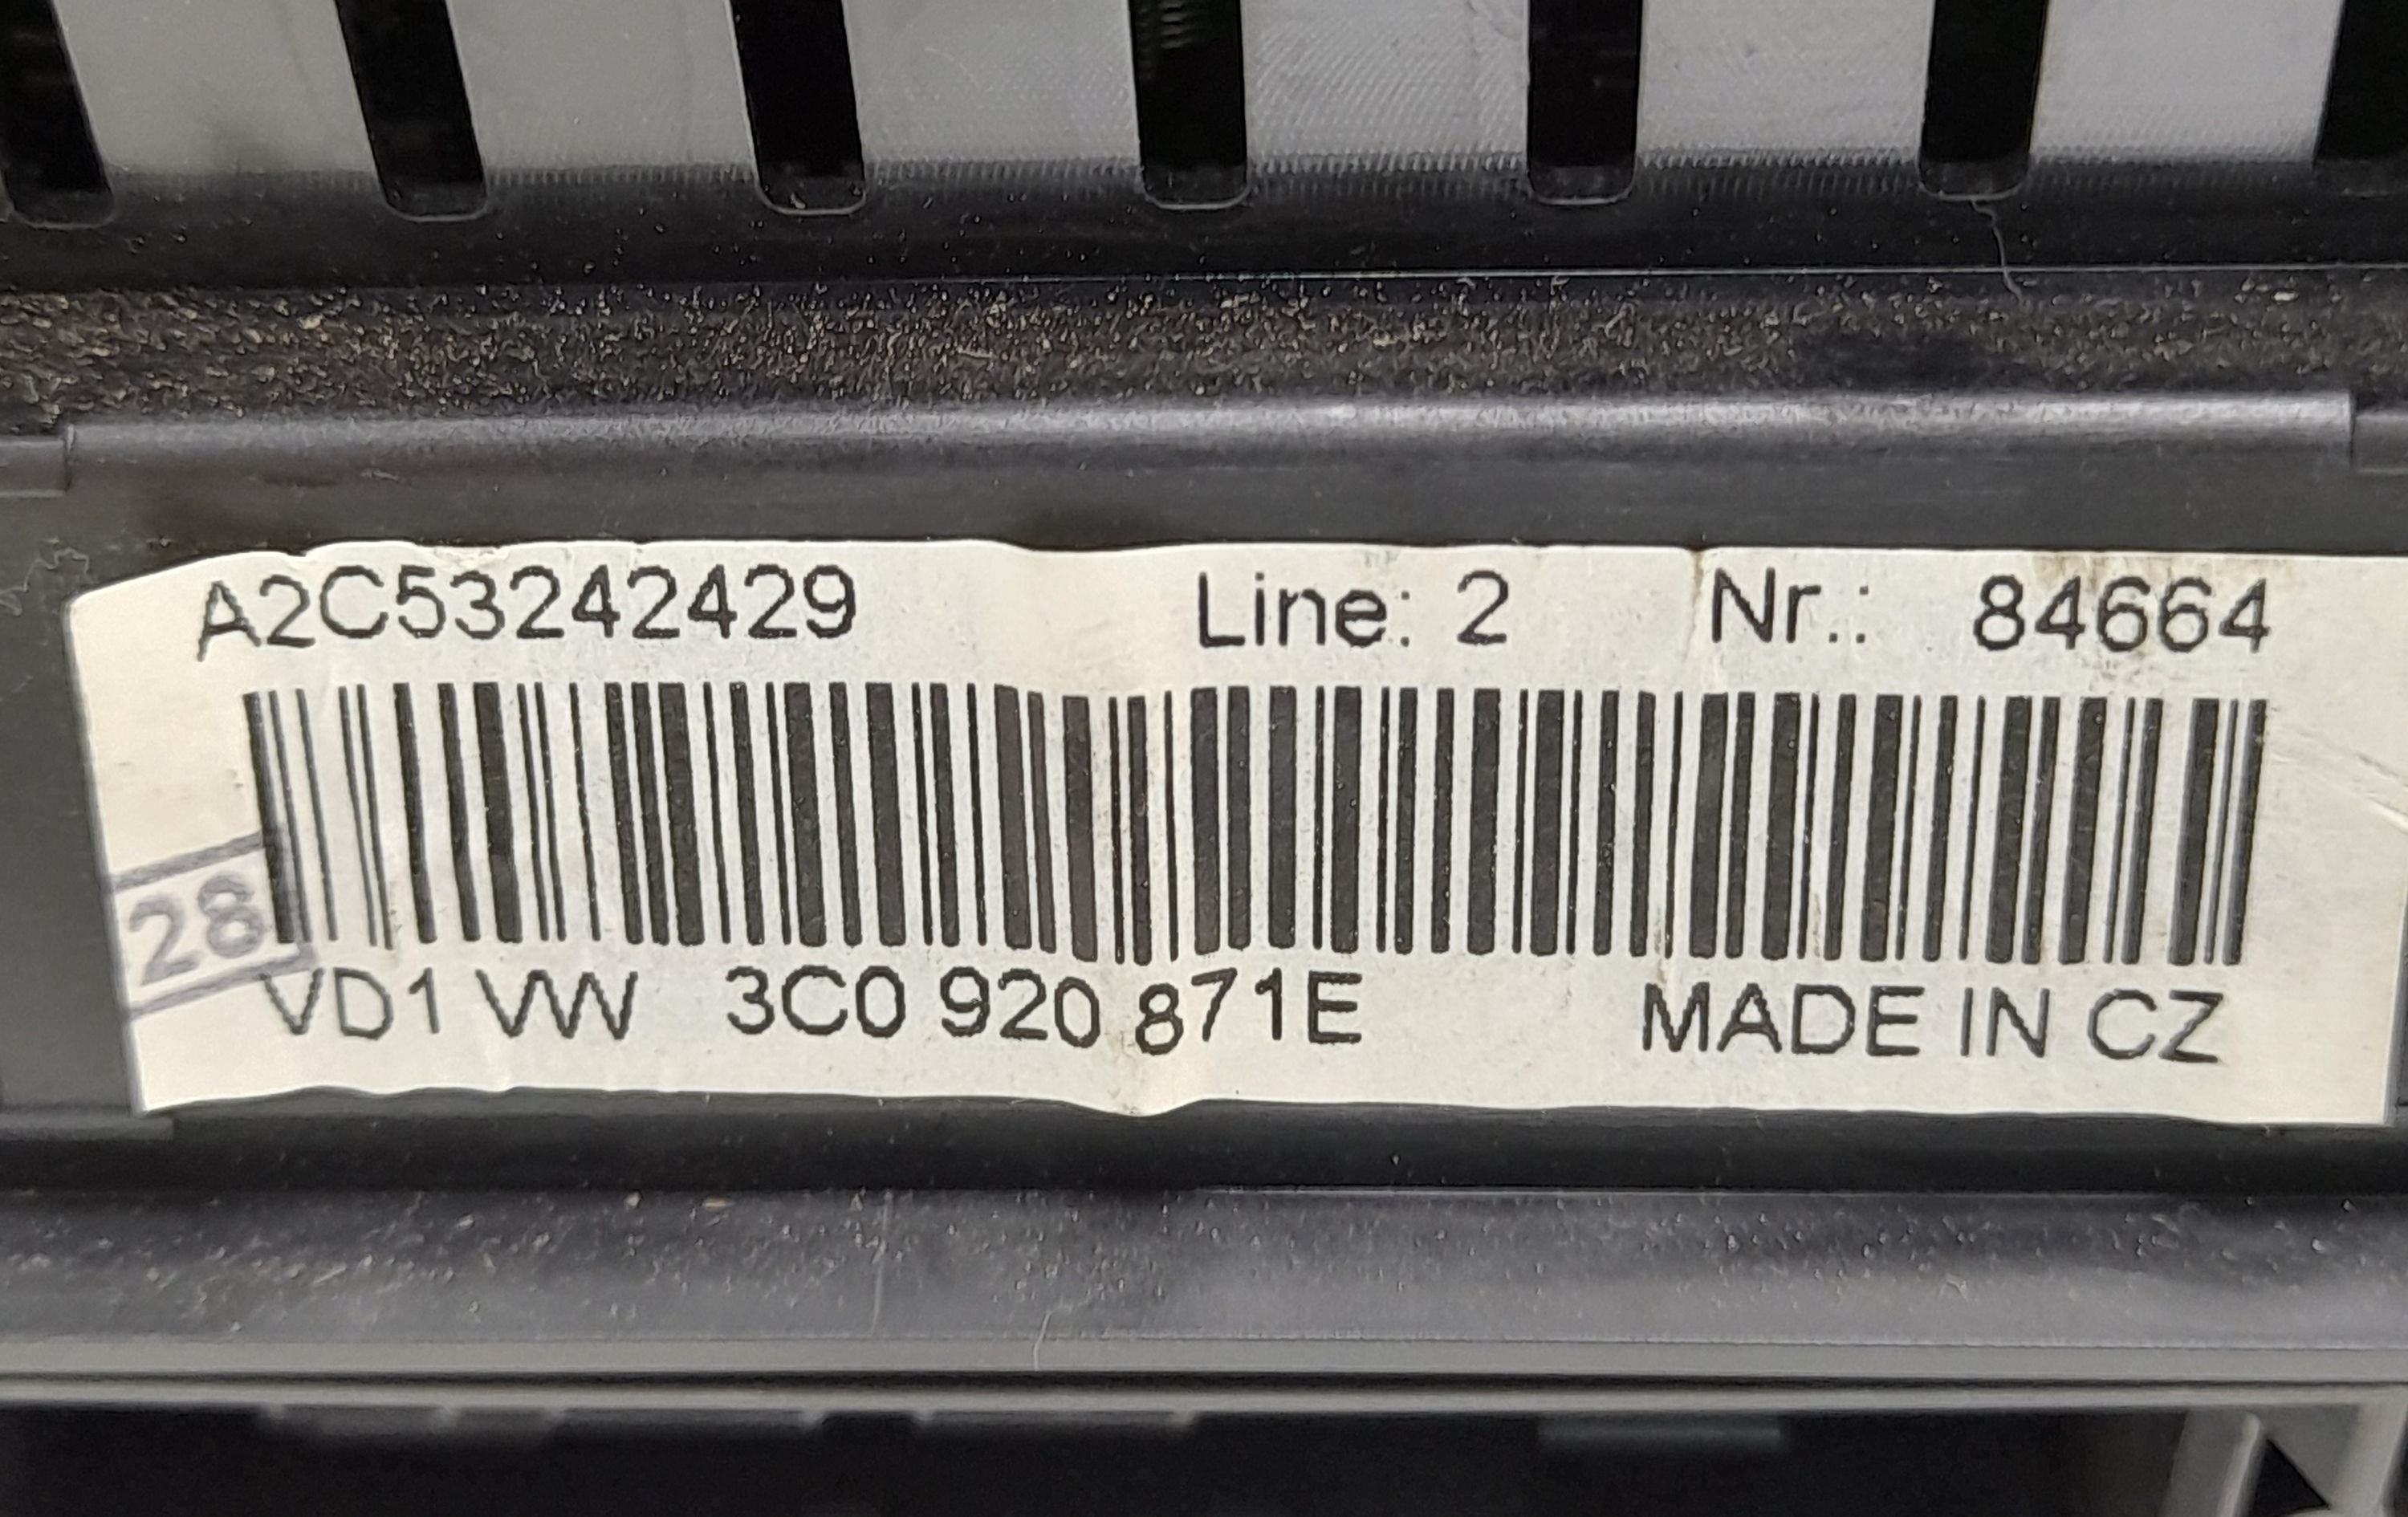 A2C53242429 Line: 2 Nr.: 84664
28
VD1 VW 3C0 920 871E MADE IN CZ